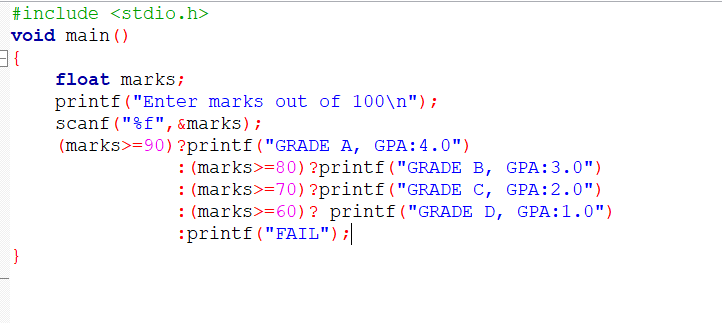 #include <stdio.h>
void main()
{
float marks;
printf("Enter marks out of 100\n");
scanf("%f",&marks);
(marks>=90)?printf("GRADE A, GPA:4.0")
:(marks>=80)?printf("GRADE B, GPA:3.0")
:(marks>=70)?printf("GRADE C, GPA:2.0")
:(marks>=60)? printf("GRADE D, GPA:1.0")
:printf("FAIL");
}